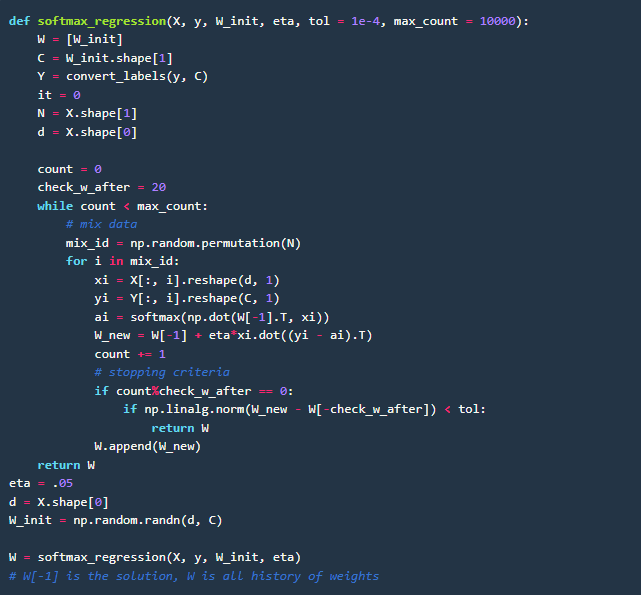 def softmax_regression(X, y, W_init, eta, tol = 1e-4, max_count = 10000):
    W = [W_init]
    C = W_init.shape[1]
    Y = convert_labels(y, C)
    it = 0
    N = X.shape[1]
    d = X.shape[0]

    count = 0
    check_w_after = 20
    while count < max_count:
        # mix data
        mix_id = np.random.permutation(N)
        for i in mix_id:
            xi = X[:, i].reshape(d, 1)
            yi = Y[:, i].reshape(C, 1)
            ai = softmax(np.dot(W[-1].T, xi))
            W_new = W[-1] + eta*xi.dot((yi - ai).T)
            count += 1
            # stopping criteria
            if count%check_w_after == 0:
                if np.linalg.norm(W_new - W[-check_w_after]) < tol:
                    return W
            W.append(W_new)
    return W
eta = .05
d = X.shape[0]
W_init = np.random.randn(d, C)

W = softmax_regression(X, y, W_init, eta)
# W[-1] is the solution, W is all history of weights